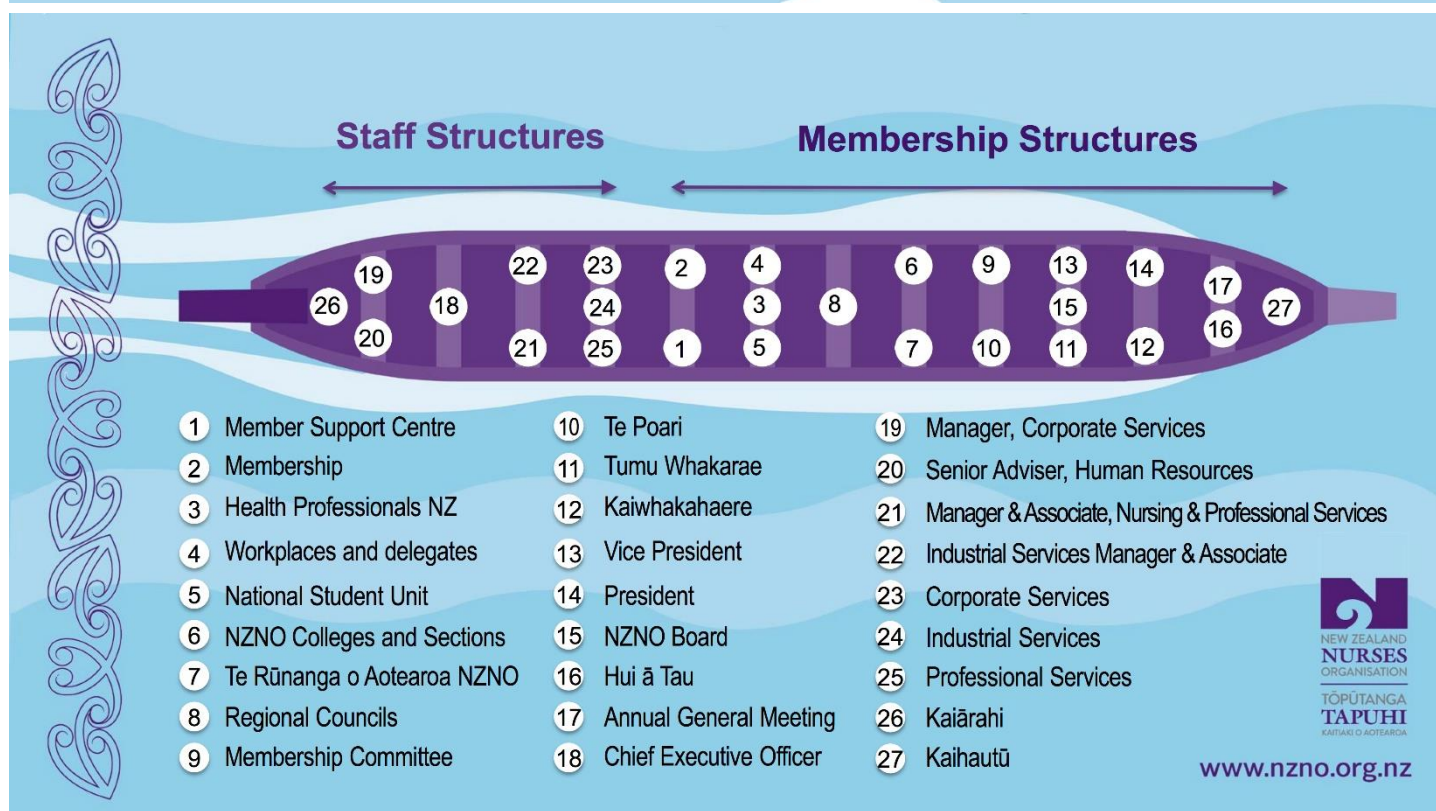 Staff Structures
Membership Structures
19
22
23
2
4
6
9
13
14
17
26
18
24
3
8
15
27
20
21
25
1
5
7
10
11
12
16
1 Member Support Centre
2 Membership
3 Health Professionals NZ
4 Workplaces and delegates
5 National Student Unit
6 NZNO Colleges and Sections
7 Te Rūnanga o Aotearoa NZNO
8 Regional Councils
9 Membership Committee
10 Te Poari
11 Tumu Whakarae
12 Kaiwhakahaere
13 Vice President
14 President
15 NZNO Board
16 Hui ā Tau
17 Annual General Meeting
18 Chief Executive Officer
19 Manager, Corporate Services
20 Senior Adviser, Human Resources
21 Manager & Associate, Nursing & Professional Services
22 Industrial Services Manager & Associate
23 Corporate Services
24 Industrial Services
25 Professional Services
26 Kaiārahi
27 Kaihautū
NEW ZEALAND
NURSES
ORGANISATION
TŌPŪTANGA
TAPUHI
KAITIAKI O AOTEAROA
www.nzno.org.nz